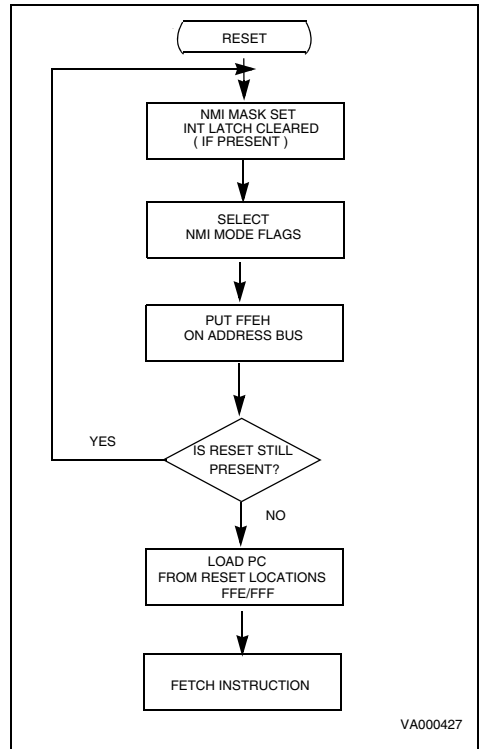 RESET
NMI MASK SET
INT LATCH CLEARED
( IF PRESENT )
SELECT
NMI MODE FLAGS
PUT FFEH
ON ADDRESS BUS
YES
IS RESET STILL
PRESENT?
NO
LOAD PC
FROM RESET LOCATIONS
FFE/FFF
FETCH INSTRUCTION
VA000427